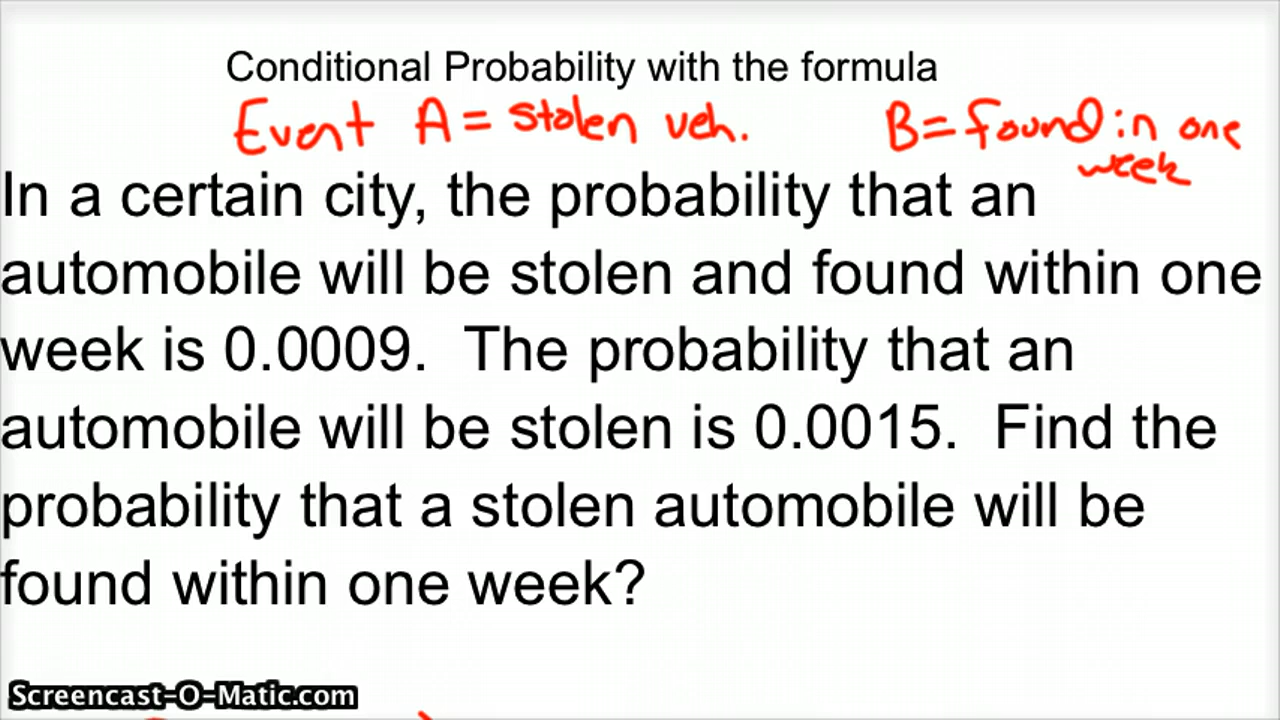 Conditional Probability with the formula
Event A = stolen veh. B = found in one
week
In a certain city, the probability that an
automobile will be stolen and found within one
week is 0.0009. The probability that an
automobile will be stolen is 0.0015. Find the
probability that a stolen automobile will be
found within one week?
Screencast-O-Matic.com